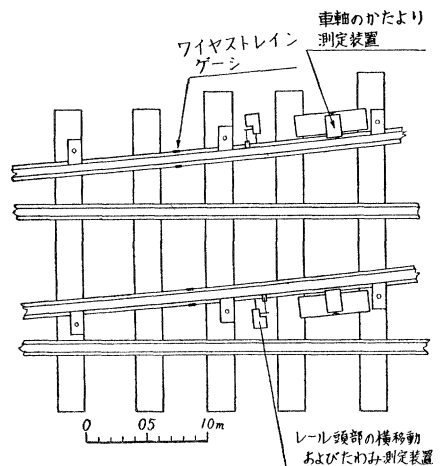 車軸のかたより
測定装置
ワイヤストレイン
ゲージ
0 05 10m
レール頭部の横移動
およびたわみ測定装置